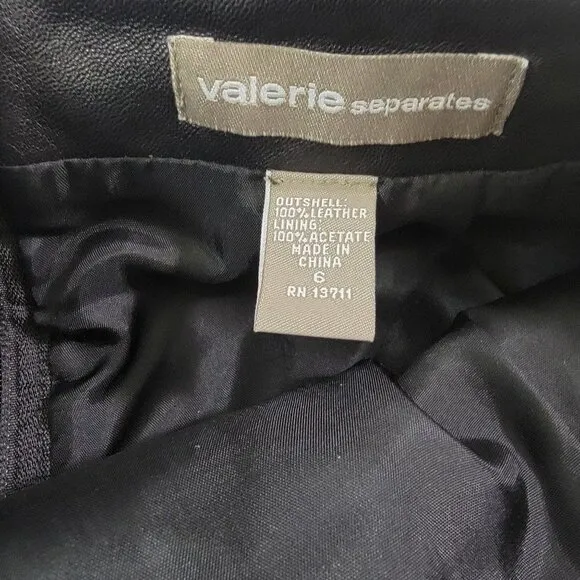 valerie separates
OUTSHELL:
100% LEATHER
LINING:
100% ACETATE
MADE IN
CHINA
6
RN 13711